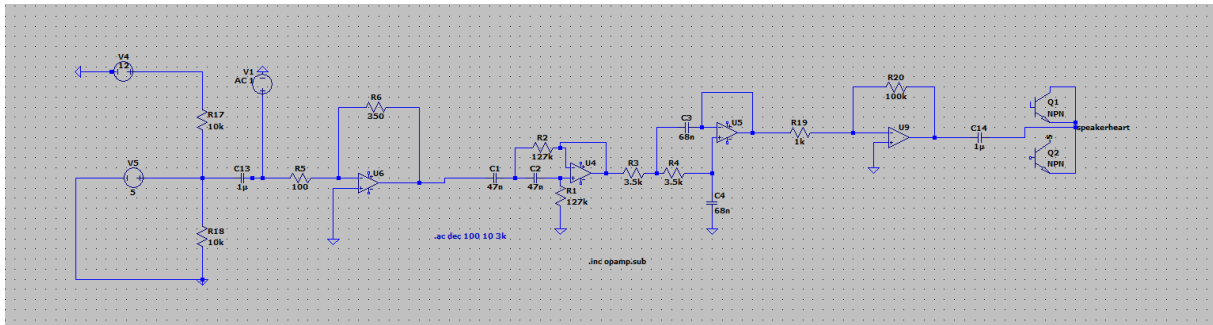 V4
12
V1
AC 1
R17
10k
V5
5
C13
1µ
R18
10k
R5
100
R6
350
U6
C1
47n
R2
127k
C2
47n
U4
R1
127k
R3
3.5k
C3
68n
R4
3.5k
U5
C4
68n
R19
1k
R20
100k
U9
C14
1µ
Q1
NPN
speakerheart
Q2
NPN
.ac dec 100 10 3k
.inc opamp.sub